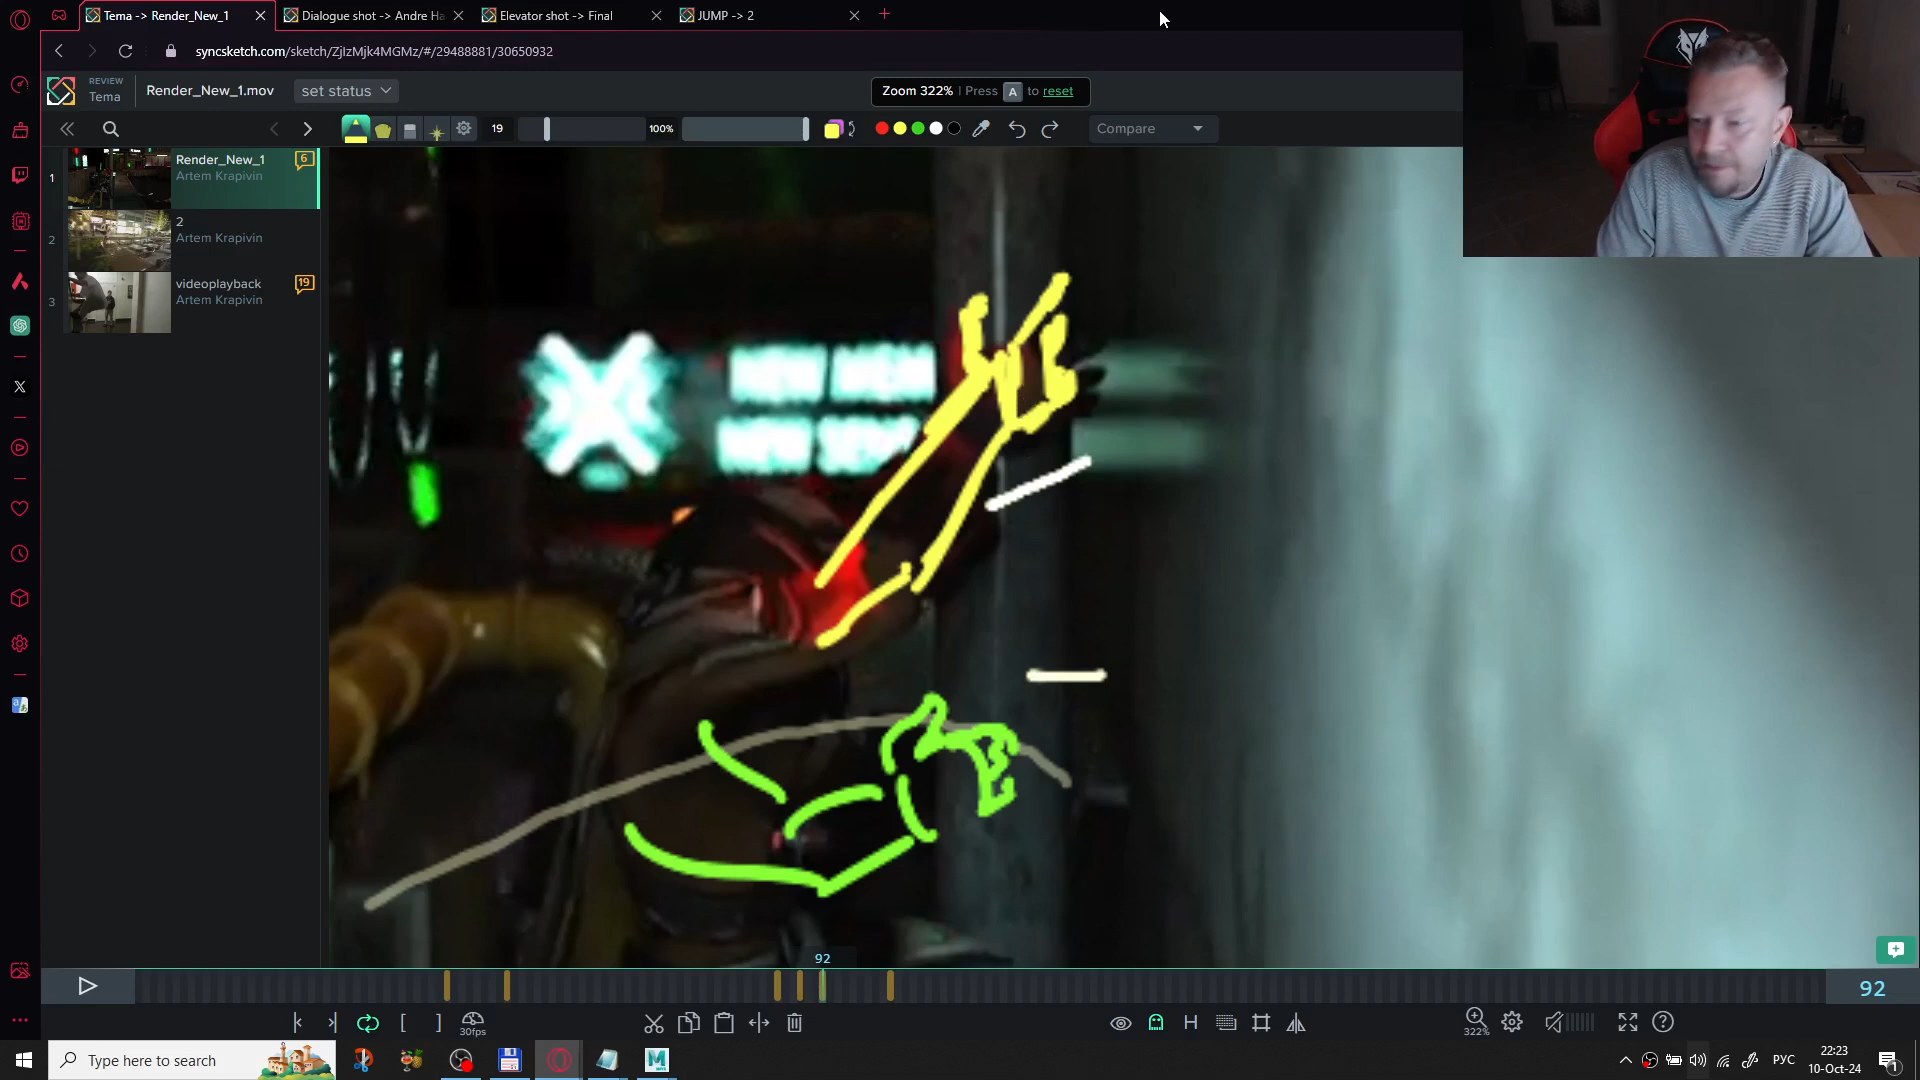 Tema -> Render_New_1
Dialogue shot -> Andre Ha
Elevator shot -> Final
JUMP -> 2
syncsketch.com/sketch/ZjIzMjk4MGMz/#/29488881/30650932
REVIEW
Tema
Render_New_1.mov
set status
Zoom 322% | Press A to reset
19
100%
Compare
1
Render_New_1
Artem Krapivin
6
2
2
Artem Krapivin
3
videoplayback
Artem Krapivin
19
92
92
30fps
H
322%
Type here to search
РУС
22:23
10-Oct-24
1